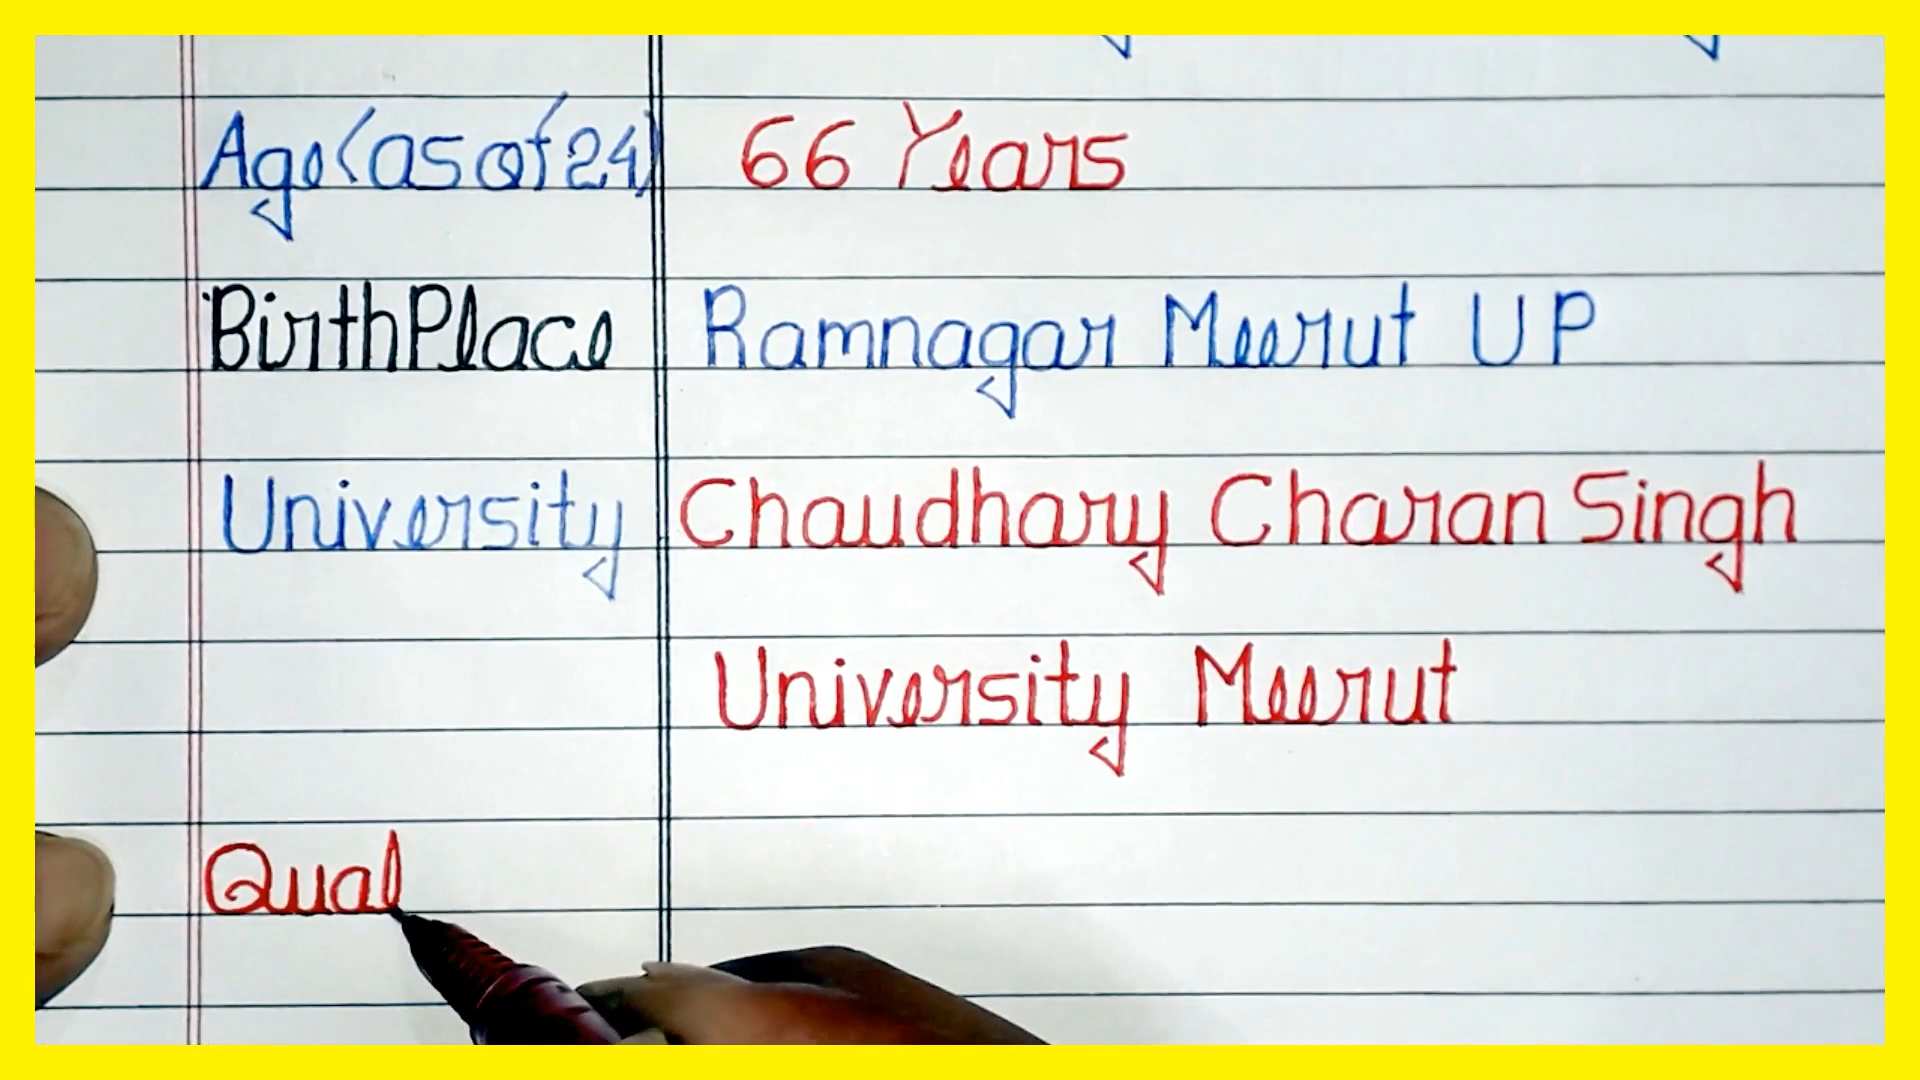 Age(as of 24) 66 Years
BirthPlace Ramnagar Meerut UP
University Chaudhary Charan Singh
University Meerut
Qual